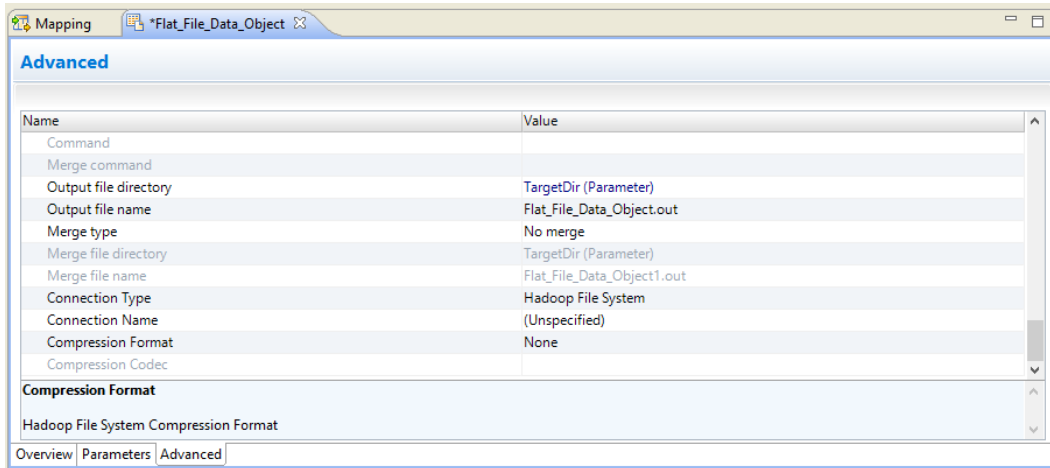 Mapping *Flat_File_Data_Object
Advanced
Name Value
Command
Merge command
Output file directory TargetDir (Parameter)
Output file name Flat_File_Data_Object.out
Merge type No merge
Merge file directory TargetDir (Parameter)
Merge file name Flat_File_Data_Object1.out
Connection Type Hadoop File System
Connection Name (Unspecified)
Compression Format None
Compression Codec
Compression Format
Hadoop File System Compression Format
Overview Parameters Advanced